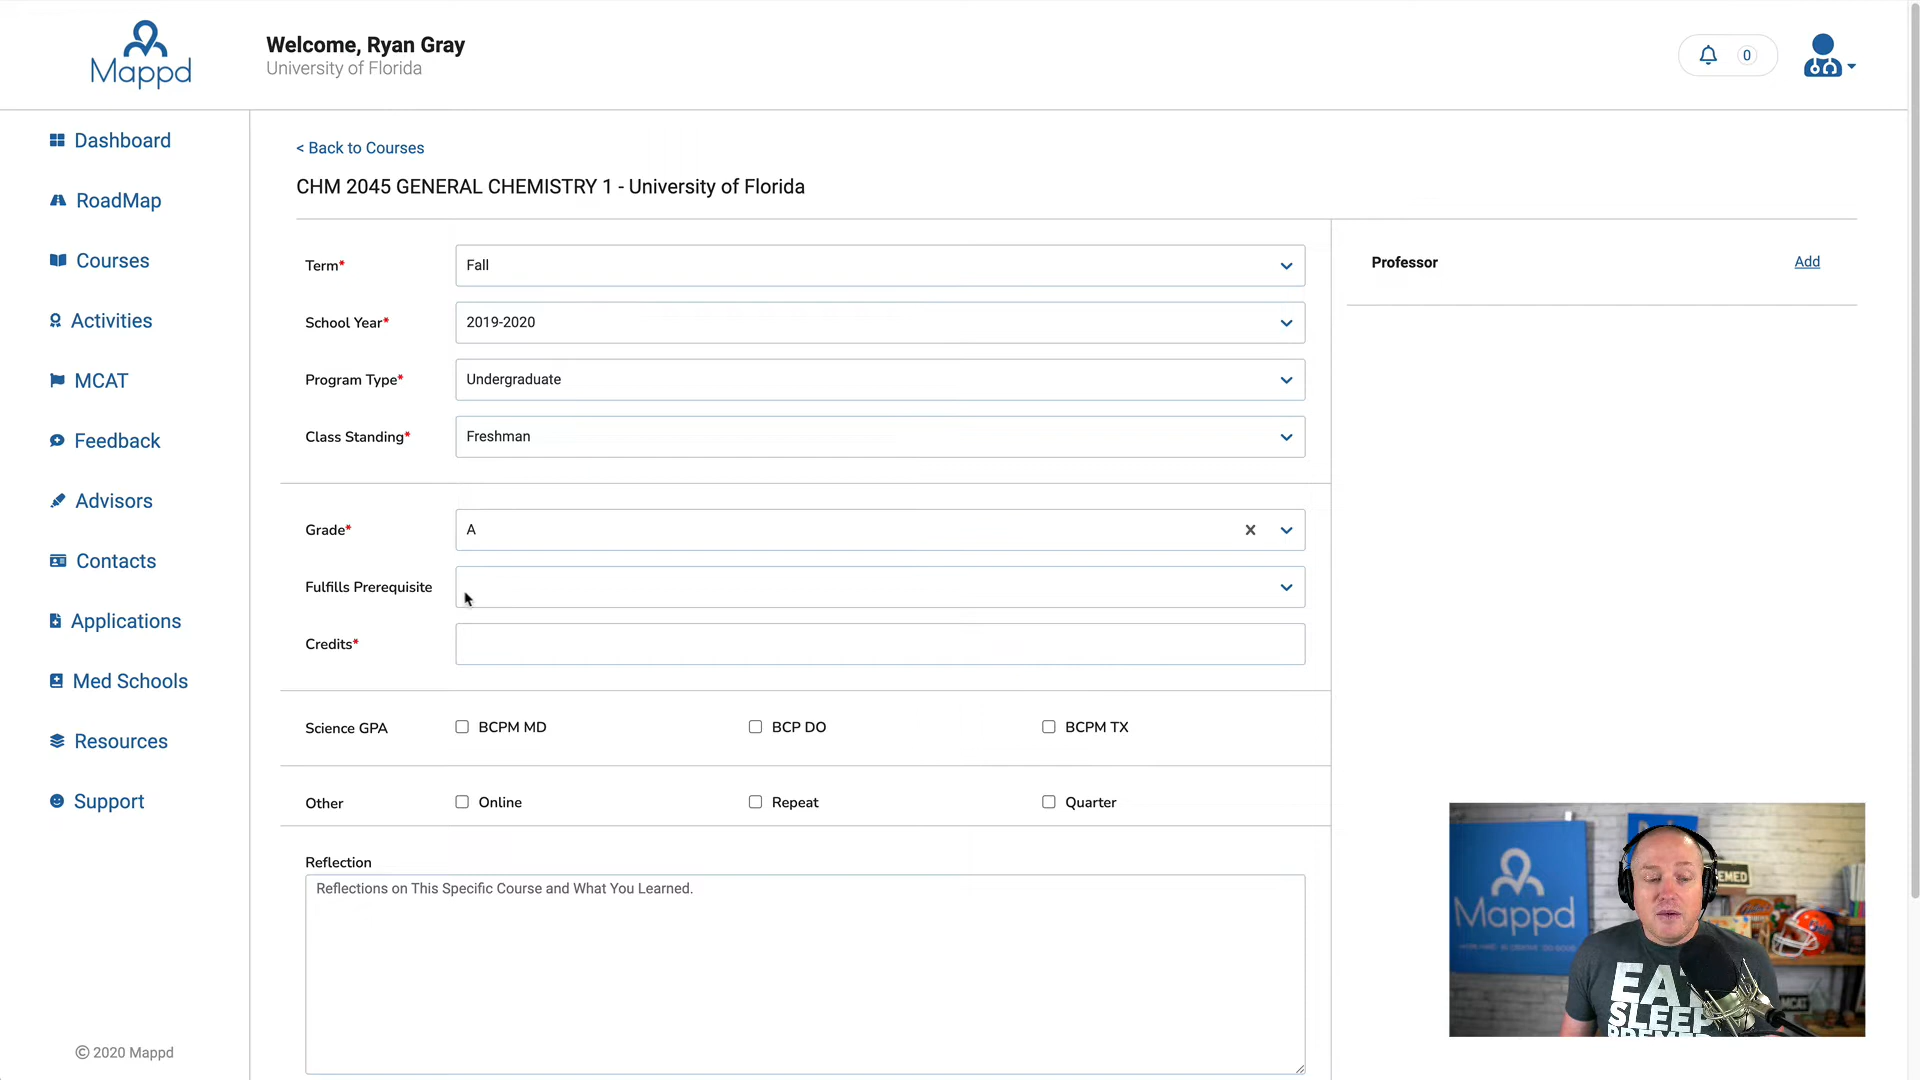 Mappd
Welcome, Ryan Gray
University of Florida
0
Dashboard
RoadMap
Courses
Activities
MCAT
Feedback
Advisors
Contacts
Applications
Med Schools
Resources
Support
© 2020 Mappd
< Back to Courses
CHM 2045 GENERAL CHEMISTRY 1 - University of Florida
Term* Fall
School Year* 2019-2020
Program Type* Undergraduate
Class Standing* Freshman
Grade* A
Fulfills Prerequisite
Credits*
Science GPA BCPM MD BCP DO BCPM TX
Other Online Repeat Quarter
Reflection
Reflections on This Specific Course and What You Learned.
Professor Add
Mappd
EAT
SLEEP
PREMED